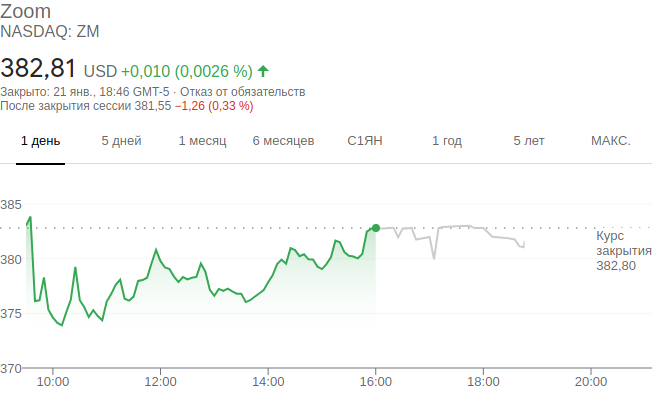 Zoom
NASDAQ: ZM
382,81 USD +0,010 (0,0026 %)
Закрыто: 21 янв., 18:46 GMT-5 · Отказ от обязательств
После закрытия сессии 381,55 −1,26 (0,33 %)
1 день 5 дней 1 месяц 6 месяцев С1ЯН 1 год 5 лет МАКС.
385
Курс
закрытия
382,80
380
375
370
10:00 12:00 14:00 16:00 18:00 20:00